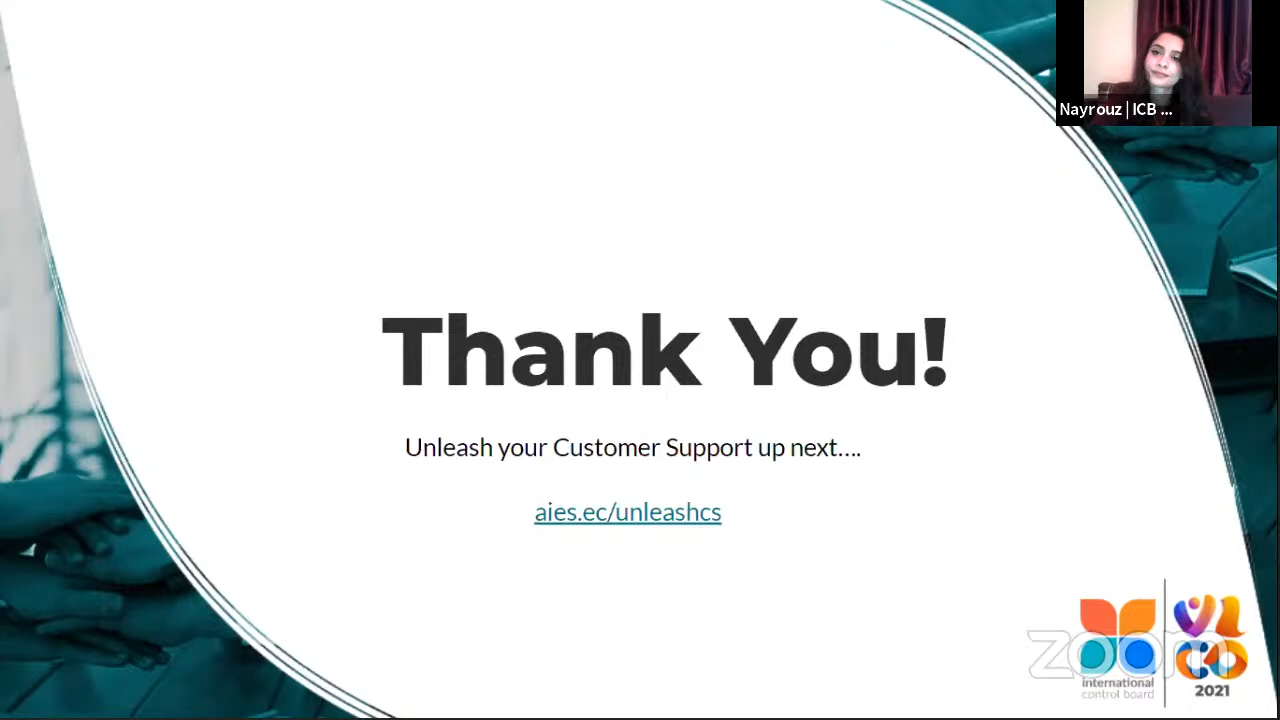 Nayrouz | ICB ...
Thank You!
Unleash your Customer Support up next....
aies.ec/unleashcs
zoom
international
control board
2021